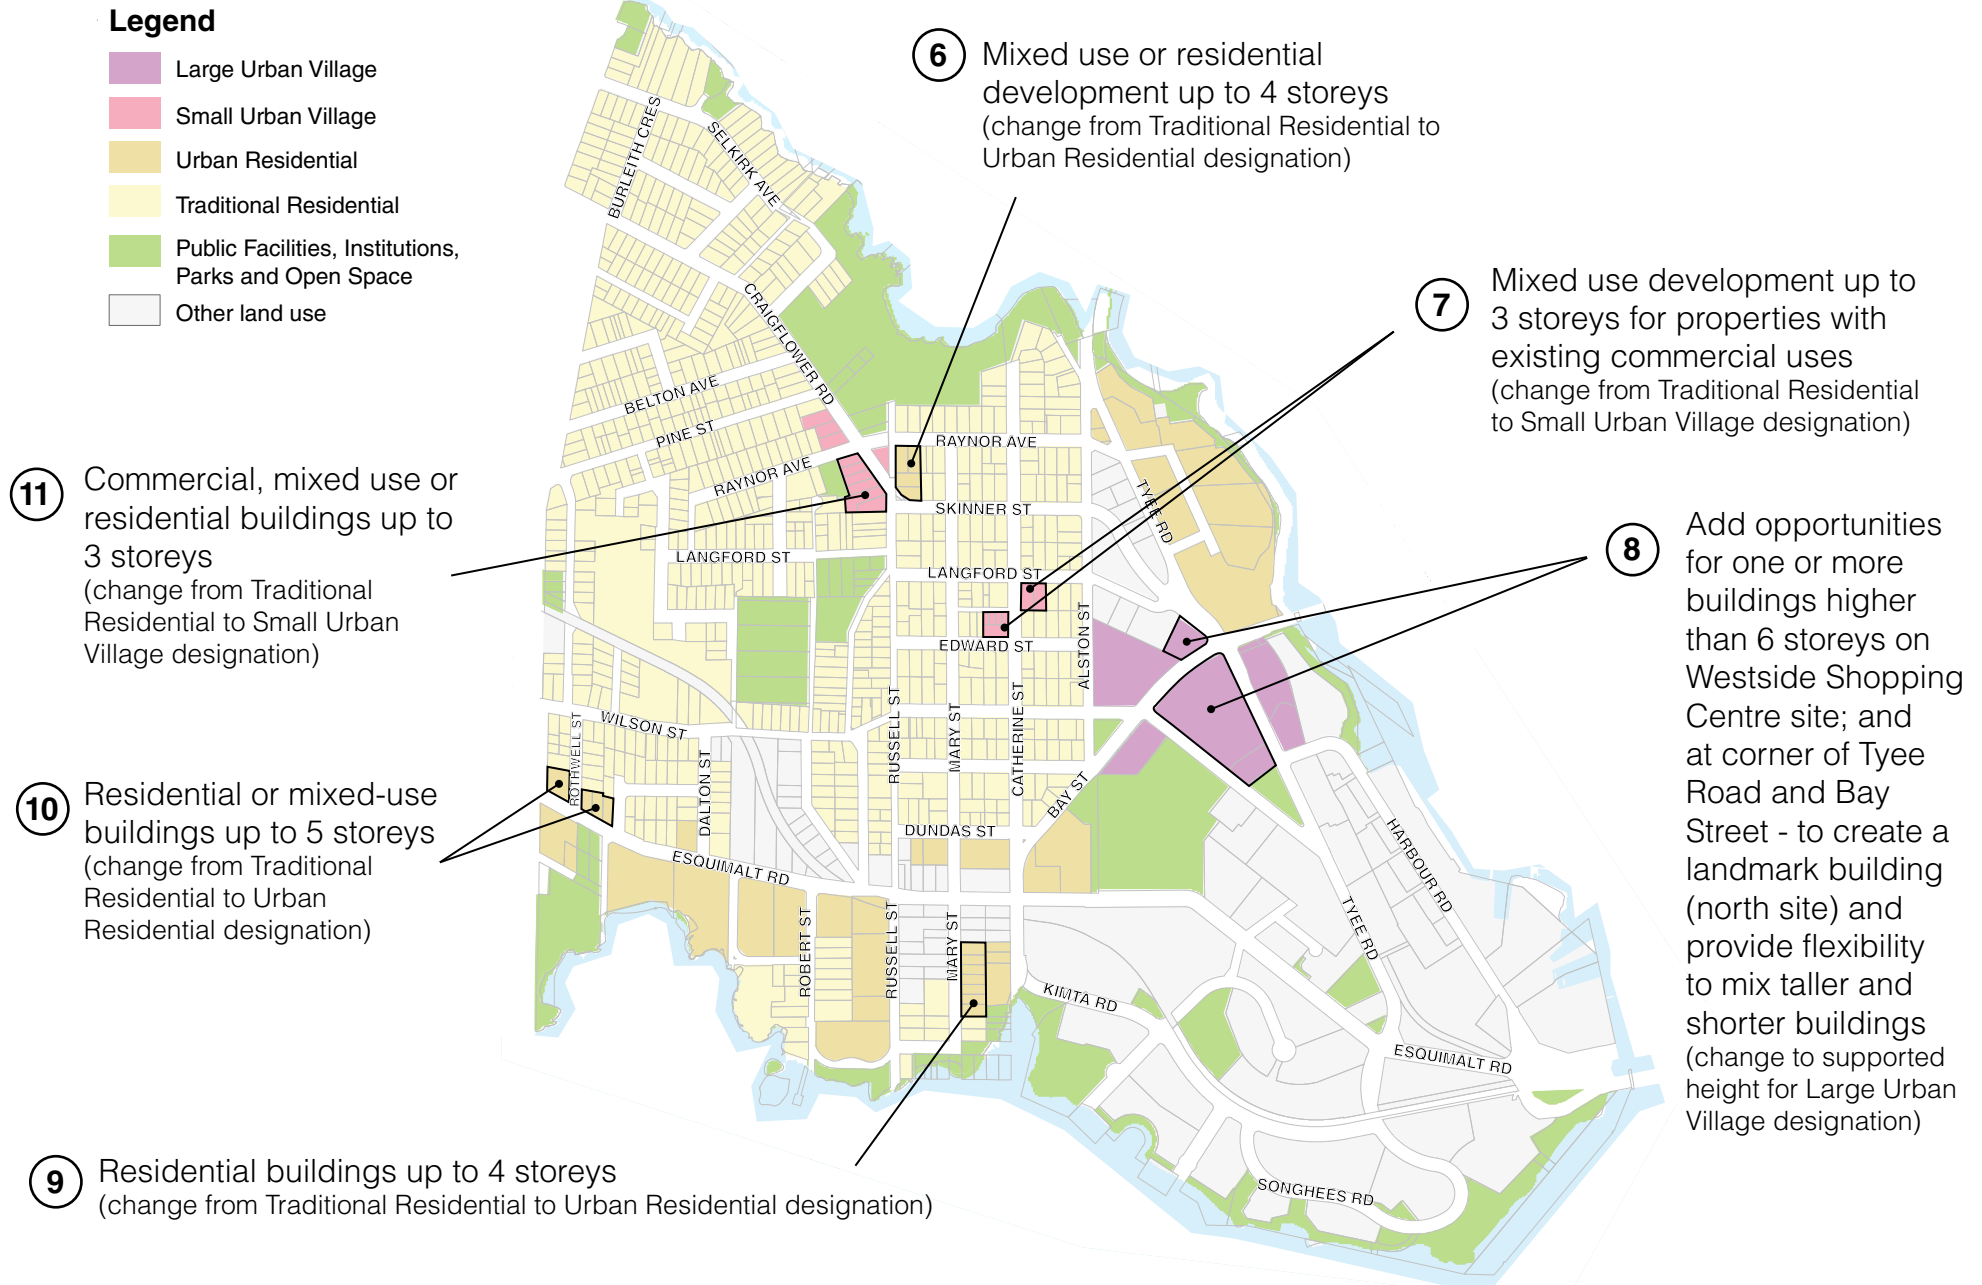 Legend
Large Urban Village
Small Urban Village
Urban Residential
Traditional Residential
Public Facilities, Institutions,
Parks and Open Space
Other land use
6
Mixed use or residential
development up to 4 storeys
(change from Traditional Residential to
Urban Residential designation)
7
Mixed use development up to
3 storeys for properties with
existing commercial uses
(change from Traditional Residential
to Small Urban Village designation)
8
Add opportunities
for one or more
buildings higher
than 6 storeys on
Westside Shopping
Centre site; and
at corner of Tyee
Road and Bay
Street - to create a
landmark building
(north site) and
provide flexibility
to mix taller and
shorter buildings
(change to supported
height for Large Urban
Village designation)
11
Commercial, mixed use or
residential buildings up to
3 storeys
(change from Traditional
Residential to Small Urban
Village designation)
10
Residential or mixed-use
buildings up to 5 storeys
(change from Traditional
Residential to Urban
Residential designation)
9
Residential buildings up to 4 storeys
(change from Traditional Residential to Urban Residential designation)
BURLEITH CRES
SELKIRK AVE
CRAIGFLOWER RD
BELTON AVE
PINE ST
RAYNOR AVE
RAYNOR AVE
SKINNER ST
TYEE RD
LANGFORD ST
LANGFORD ST
EDWARD ST
ALSTON ST
RUSSELL ST
MARY ST
CATHERINE ST
WILSON ST
ROTHWELL ST
DALTON ST
BAY ST
DUNDAS ST
ESQUIMALT RD
HARBOUR RD
TYEE RD
ROBERT ST
RUSSELL ST
MARY ST
KIMTA RD
ESQUIMALT RD
SONGHEES RD